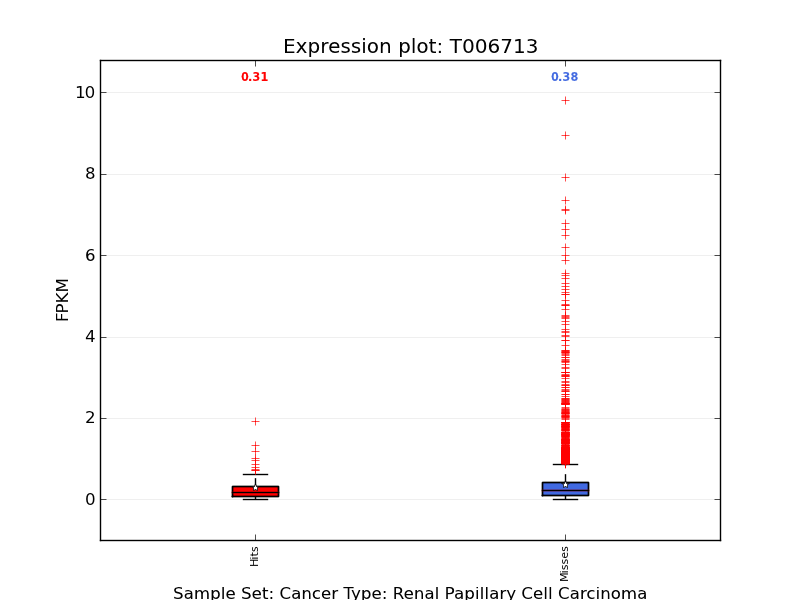 Expression plot: T006713
0.31
0.38
10
8
6
4
2
0
FPKM
Hits
Misses
Sample Set: Cancer Type: Renal Papillary Cell Carcinoma